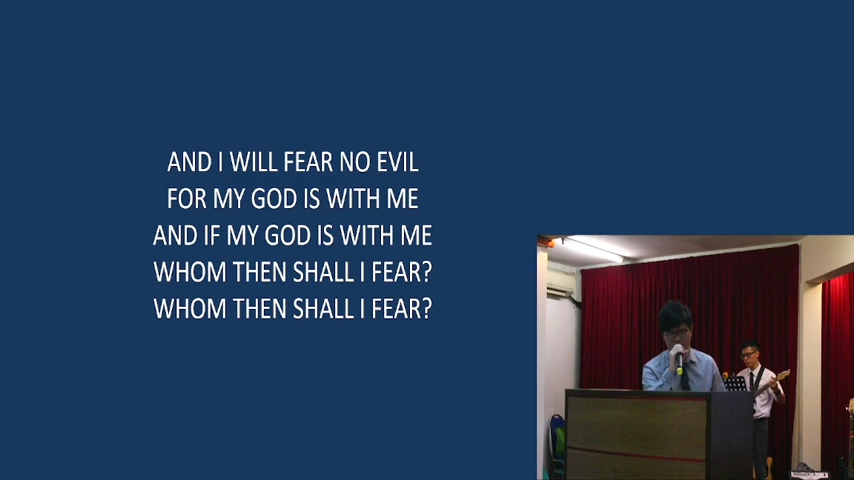 AND I WILL FEAR NO EVIL
FOR MY GOD IS WITH ME
AND IF MY GOD IS WITH ME
WHOM THEN SHALL I FEAR?
WHOM THEN SHALL I FEAR?